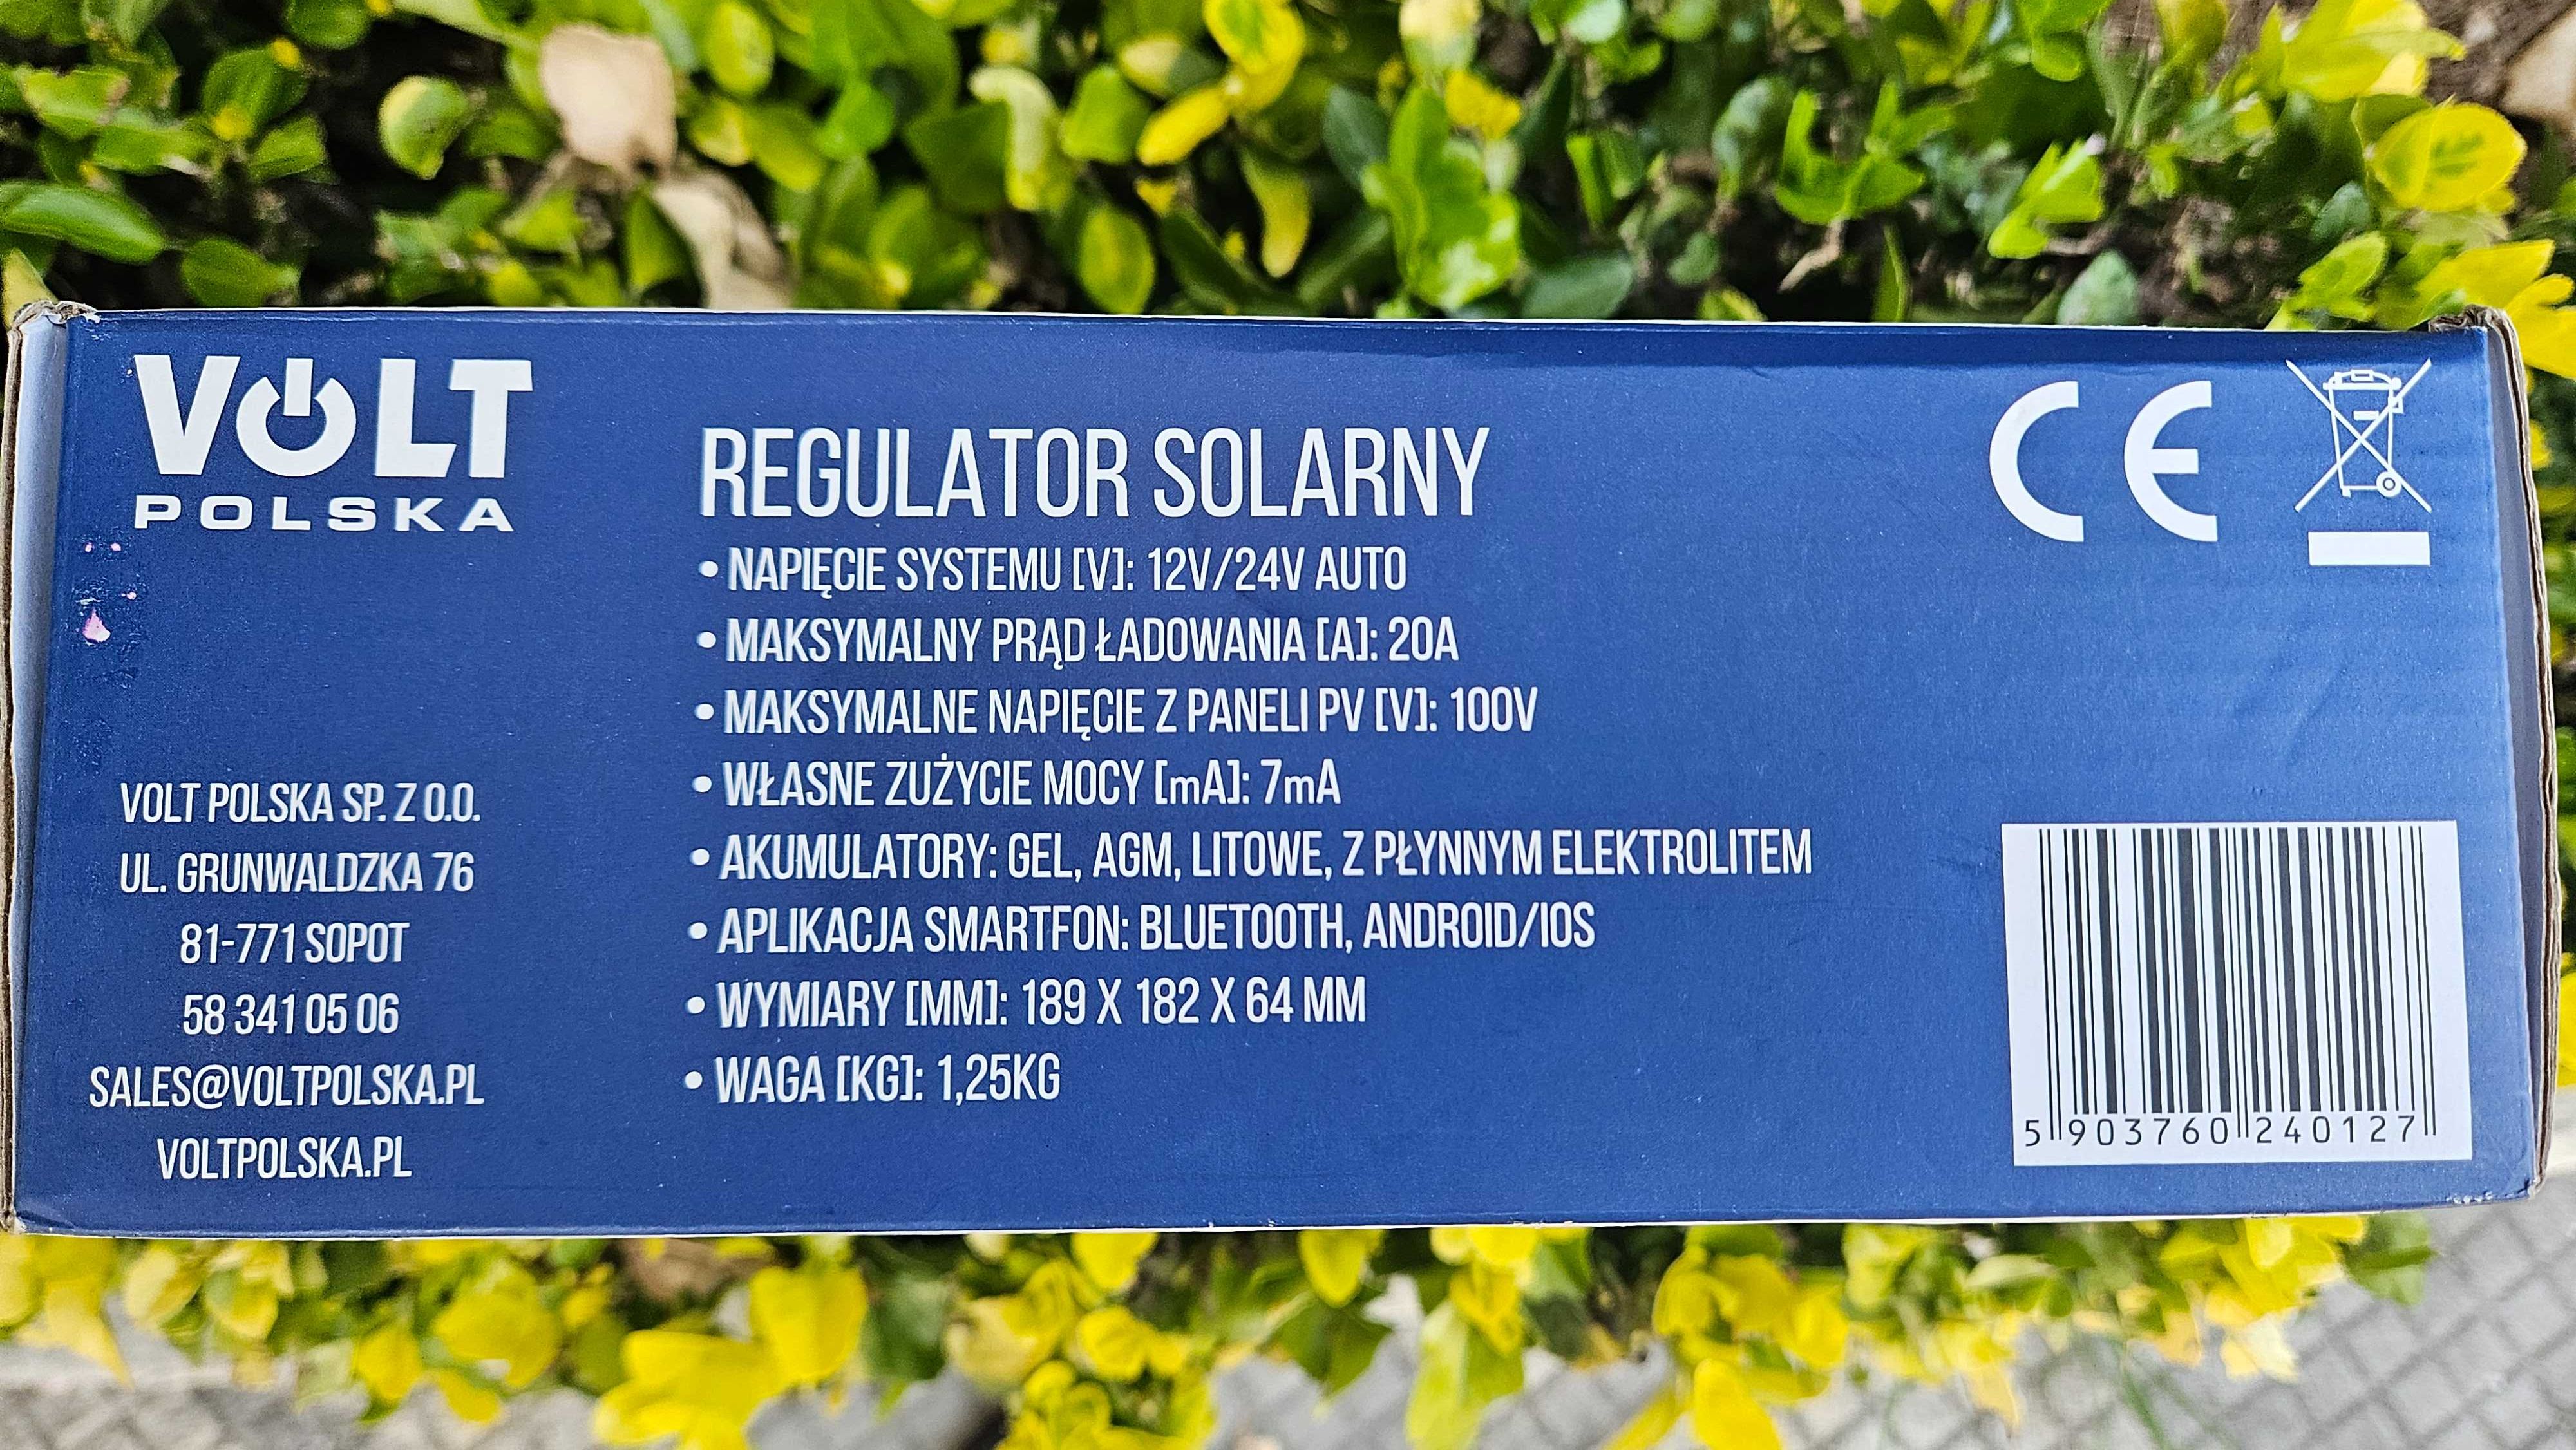 VOLT
POLSKA
VOLT POLSKA SP. Z O.O.
UL. GRUNWALDZKA 76
81-771 SOPOT
58 341 05 06
SALES@VOLTPOLSKA.PL
VOLTPOLSKA.PL
REGULATOR SOLARNY
• NAPIĘCIE SYSTEMU [V]: 12V/24V AUTO
• MAKSYMALNY PRĄD ŁADOWANIA [A]: 20A
• MAKSYMALNE NAPIĘCIE Z PANELI PV [V]: 100V
• WŁASNE ZUŻYCIE MOCY [mA]: 7mA
• AKUMULATORY: GEL, AGM, LITOWE, Z PŁYNNYM ELEKTROLITEM
• APLIKACJA SMARTFON: BLUETOOTH, ANDROID/IOS
• WYMIARY [MM]: 189 X 182 X 64 MM
• WAGA [KG]: 1,25KG
CE
5 903760 240127